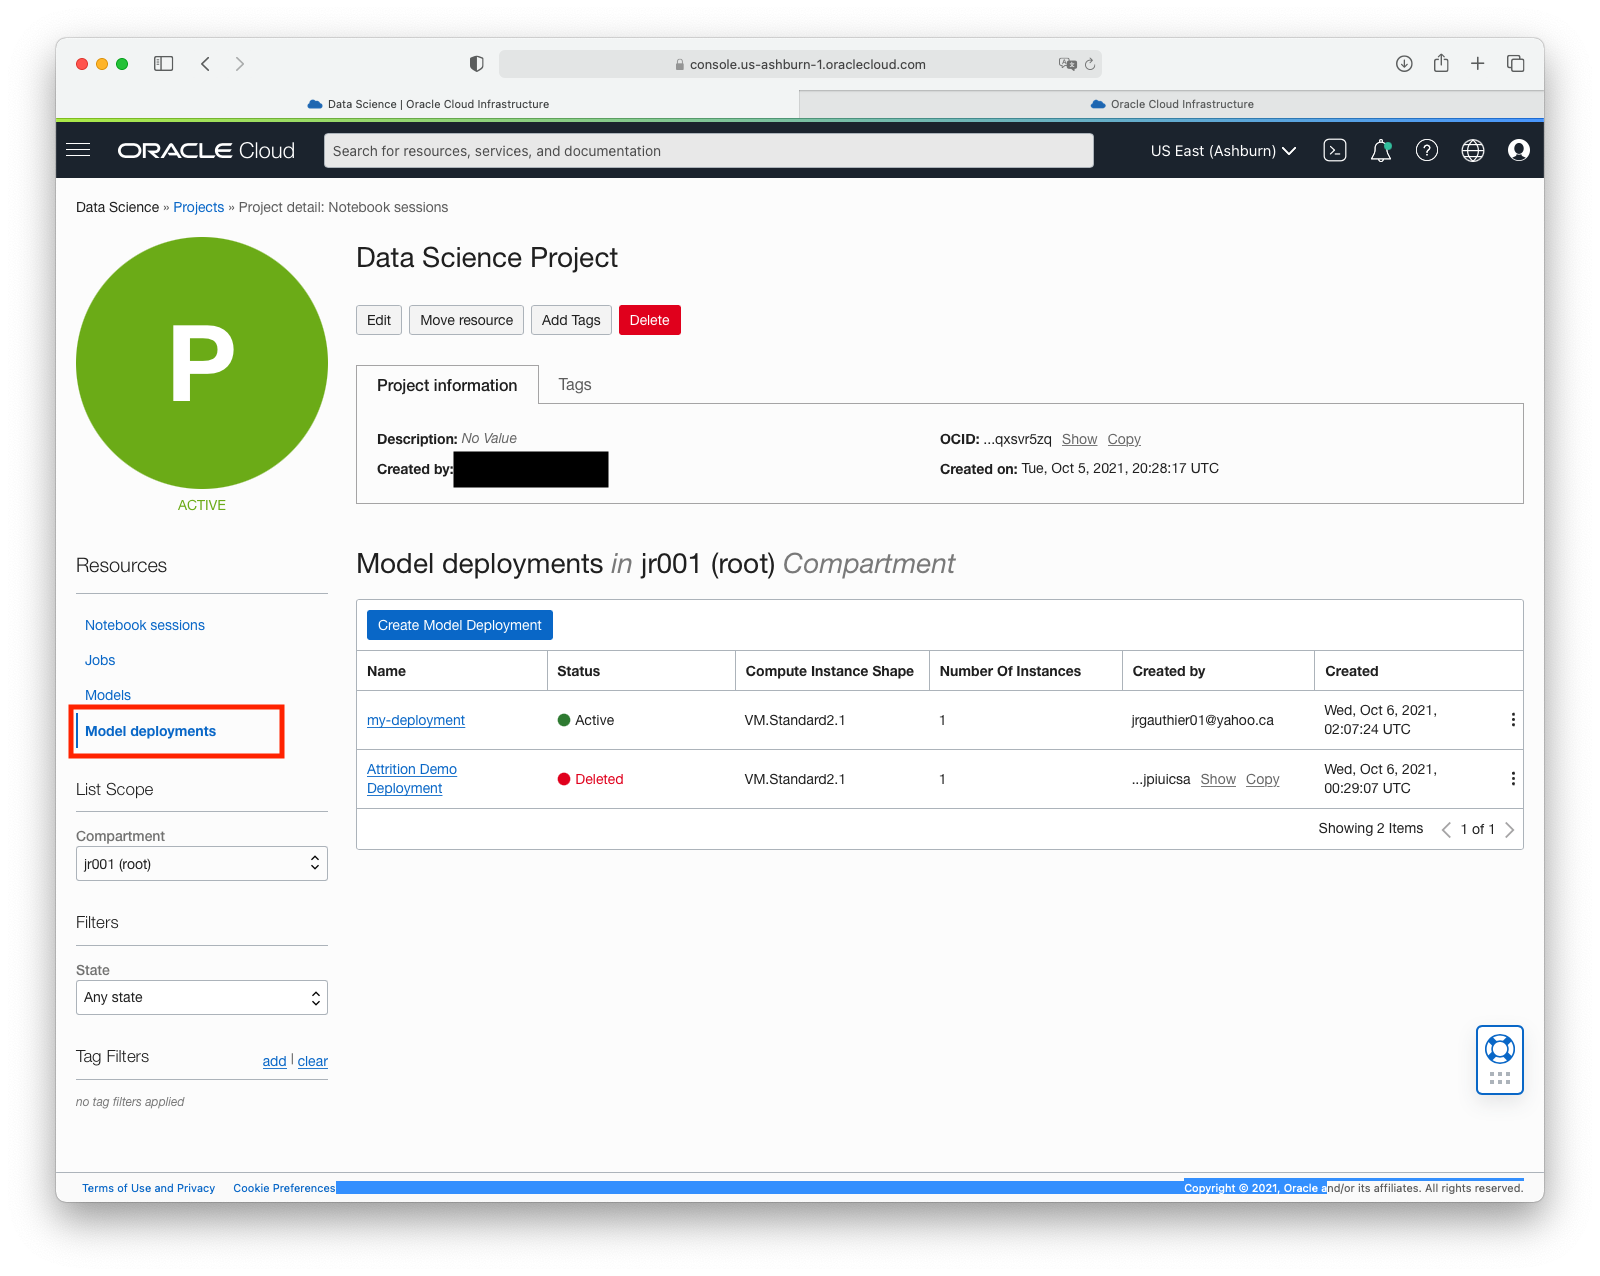 console.us-ashburn-1.oraclecloud.com
Data Science | Oracle Cloud Infrastructure
Oracle Cloud Infrastructure
ORACLE Cloud
Search for resources, services, and documentation
US East (Ashburn)
Data Science » Projects » Project detail: Notebook sessions
P
ACTIVE
Data Science Project
Edit
Move resource
Add Tags
Delete
Project information
Tags
Description: No Value
OCID: ...qxsvr5zq Show Copy
Created by:
Created on: Tue, Oct 5, 2021, 20:28:17 UTC
Resources
Notebook sessions
Jobs
Models
Model deployments
List Scope
Compartment
jr001 (root)
Filters
State
Any state
Tag Filters
add | clear
no tag filters applied
Model deployments in jr001 (root) Compartment
Create Model Deployment
Name Status Compute Instance Shape Number Of Instances Created by Created
my-deployment Active VM.Standard2.1 1 jrgauthier01@yahoo.ca Wed, Oct 6, 2021,
02:07:24 UTC
Attrition Demo Deleted VM.Standard2.1 1 ...jpiuicsa Show Copy Wed, Oct 6, 2021,
Deployment 00:29:07 UTC
Showing 2 Items 1 of 1
Terms of Use and Privacy Cookie Preferences
Copyright © 2021, Oracle and/or its affiliates. All rights reserved.